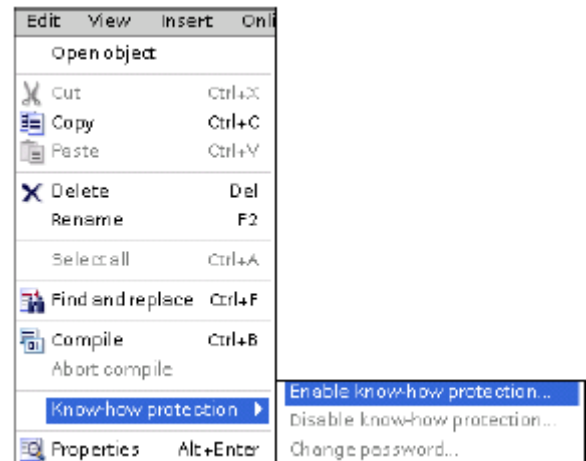 Edit View Insert Onli
Open object
Cut Ctrl+X
Copy Ctrl+C
Paste Ctrl+V
Delete Del
Rename F2
Select all Ctrl+A
Find and replace Ctrl+F
Compile Ctrl+B
Abort compile
Know-how protection
Enable know-how protection...
Disable know-how protection...
Properties Alt+Enter
Change password...